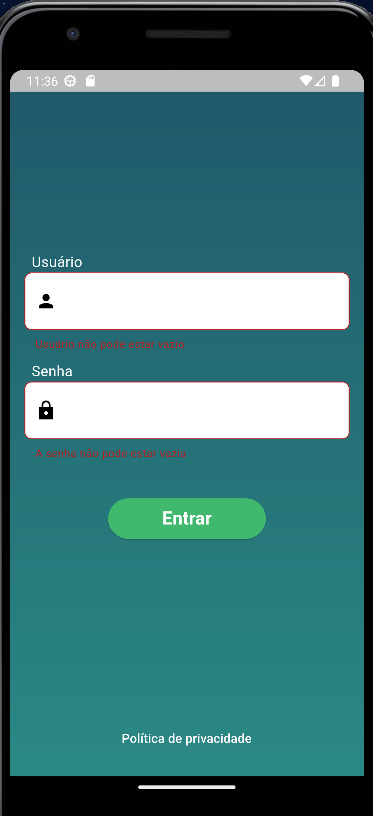 11:36
Usuário
Usuário não pode estar vazio
Senha
A senha não pode estar vazia
Entrar
Política de privacidade